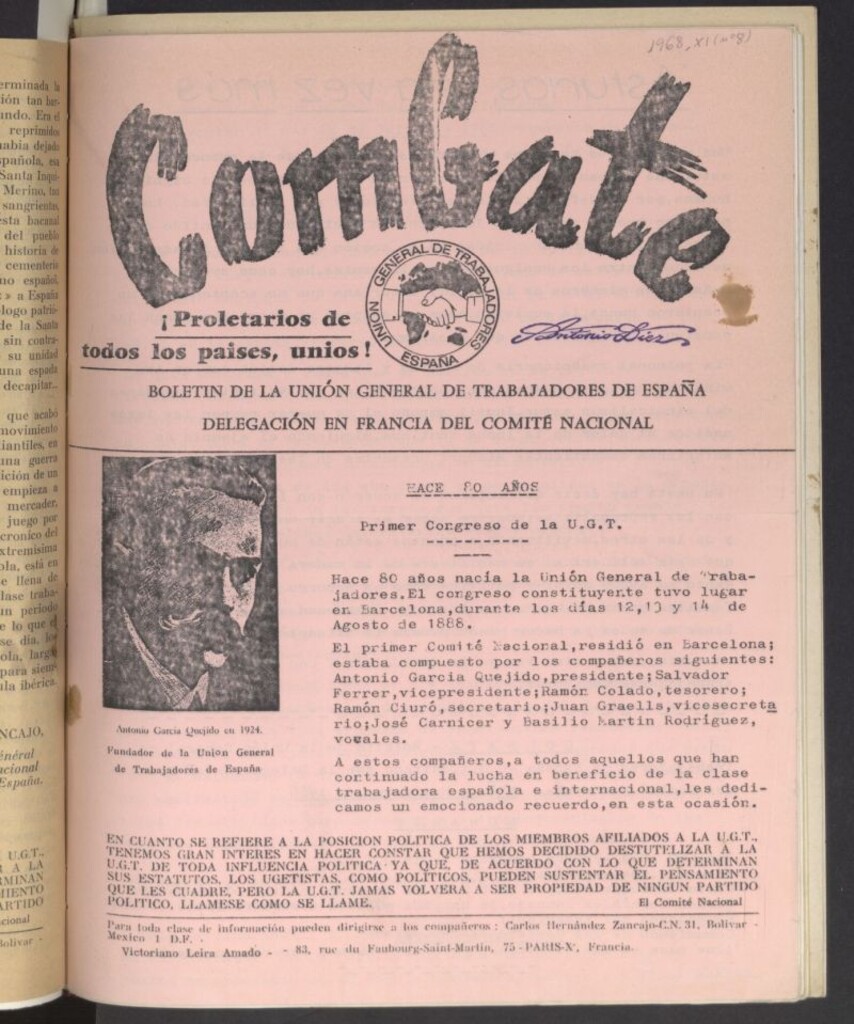 1968, XI (nº8)
Combate
UNIÓN GENERAL DE TRABAJADORES
ESPAÑA
¡Proletarios de
todos los paises, unios!
Antonio Díez
BOLETIN DE LA UNIÓN GENERAL DE TRABAJADORES DE ESPAÑA
DELEGACIÓN EN FRANCIA DEL COMITÉ NACIONAL
HACE 80 AÑOS
Primer Congreso de la U.G.T.
Hace 80 años nacía la Unión General de Traba-
jadores.El congreso constituyente tuvo lugar
en Barcelona,durante los días 12,13 y 14 de
Agosto de 1888.
El primer Comité Nacional,residió en Barcelona;
estaba compuesto por los compañeros siguientes:
Antonio Garcia Quejido,presidente;Salvador
Ferrer,vicepresidente;Ramón Colado,tesorero;
Ramón Ciuró,secretario;Juan Graells,vicesecreta
rio;José Carnicer y Basilio Martin Rodríguez,
vocales.
A estos compañeros,a todos aquellos que han
continuado la lucha en beneficio de la clase
trabajadora española e internacional,les dedi-
camos un emocionado recuerdo,en esta ocasión.
Antonio García Quejido en 1924.
Fundador de la Union General
de Trabajadores de España
EN CUANTO SE REFIERE A LA POSICION POLITICA DE LOS MIEMBROS AFILIADOS A LA U.G.T.,
TENEMOS GRAN INTERES EN HACER CONSTAR QUE HEMOS DECIDIDO DESTUTELIZAR A LA
U.G.T. DE TODA INFLUENCIA POLITICA YA QUE, DE ACUERDO CON LO QUE DETERMINAN
SUS ESTATUTOS, LOS UGETISTAS, COMO POLITICOS, PUEDEN SUSTENTAR EL PENSAMIENTO
QUE LES CUADRE, PERO LA U.G.T. JAMAS VOLVERA A SER PROPIEDAD DE NINGUN PARTIDO
POLITICO, LLAMESE COMO SE LLAME. El Comité Nacional
Para toda clase de información pueden dirigirse a los compañeros : Carlos Hernández Zancajo-C.N. 31, Bolivar -
Mexico 1 D.F. -
Victoriano Leira Amado - - 83, rue du Faubourg-Saint-Martin, 75 - PARIS-Xº, Francia.